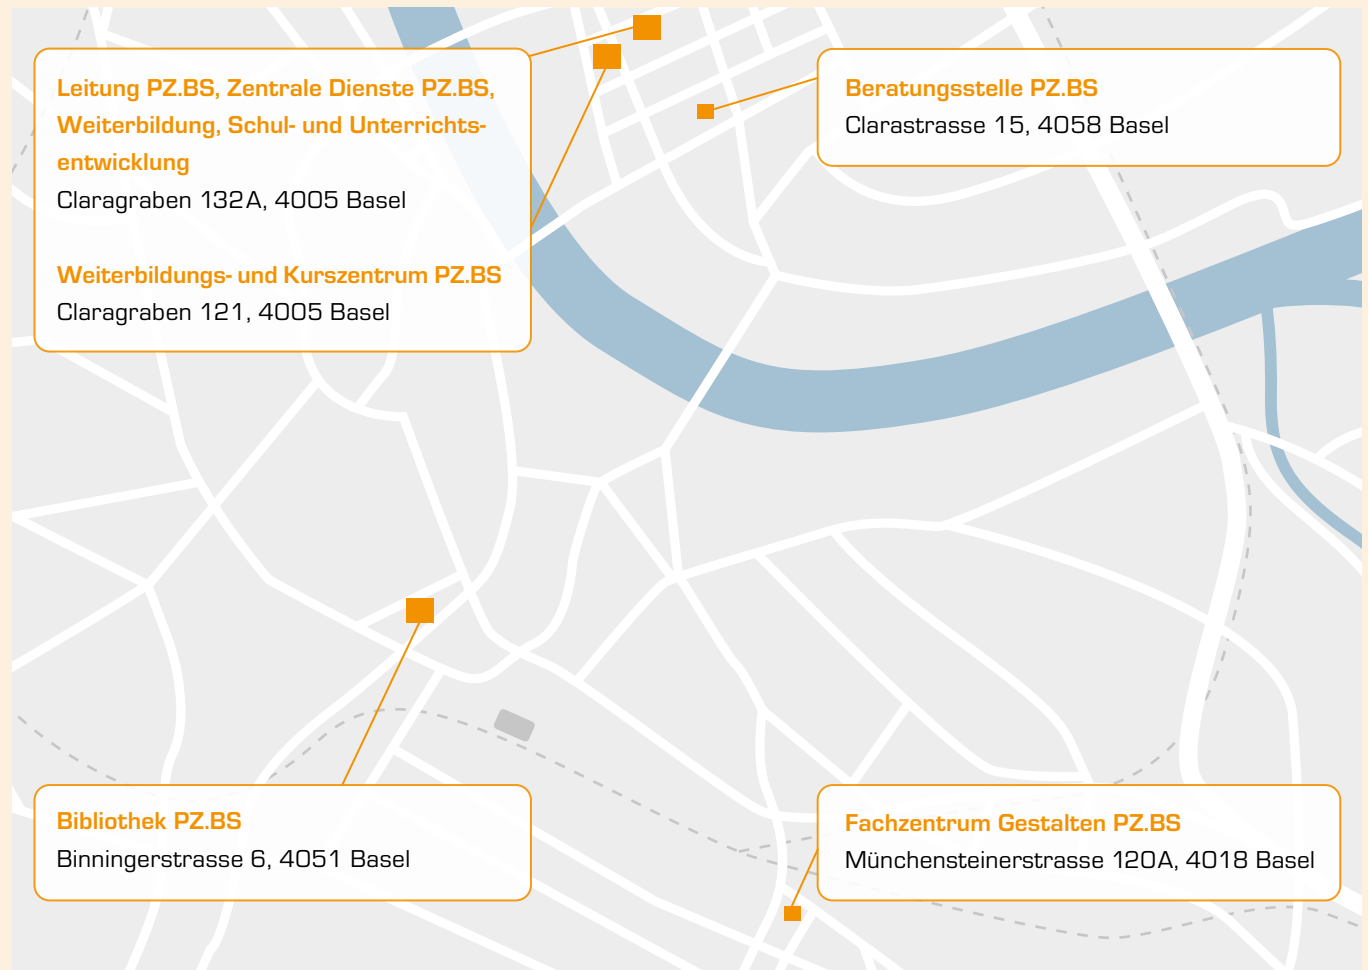 Leitung PZ.BS, Zentrale Dienste PZ.BS,
Weiterbildung, Schul- und Unterrichts-
entwicklung
Claragraben 132A, 4005 Basel
Weiterbildungs- und Kurszentrum PZ.BS
Claragraben 121, 4005 Basel
Beratungsstelle PZ.BS
Clarastrasse 15, 4058 Basel
Bibliothek PZ.BS
Binningerstrasse 6, 4051 Basel
Fachzentrum Gestalten PZ.BS
Münchensteinerstrasse 120A, 4018 Basel